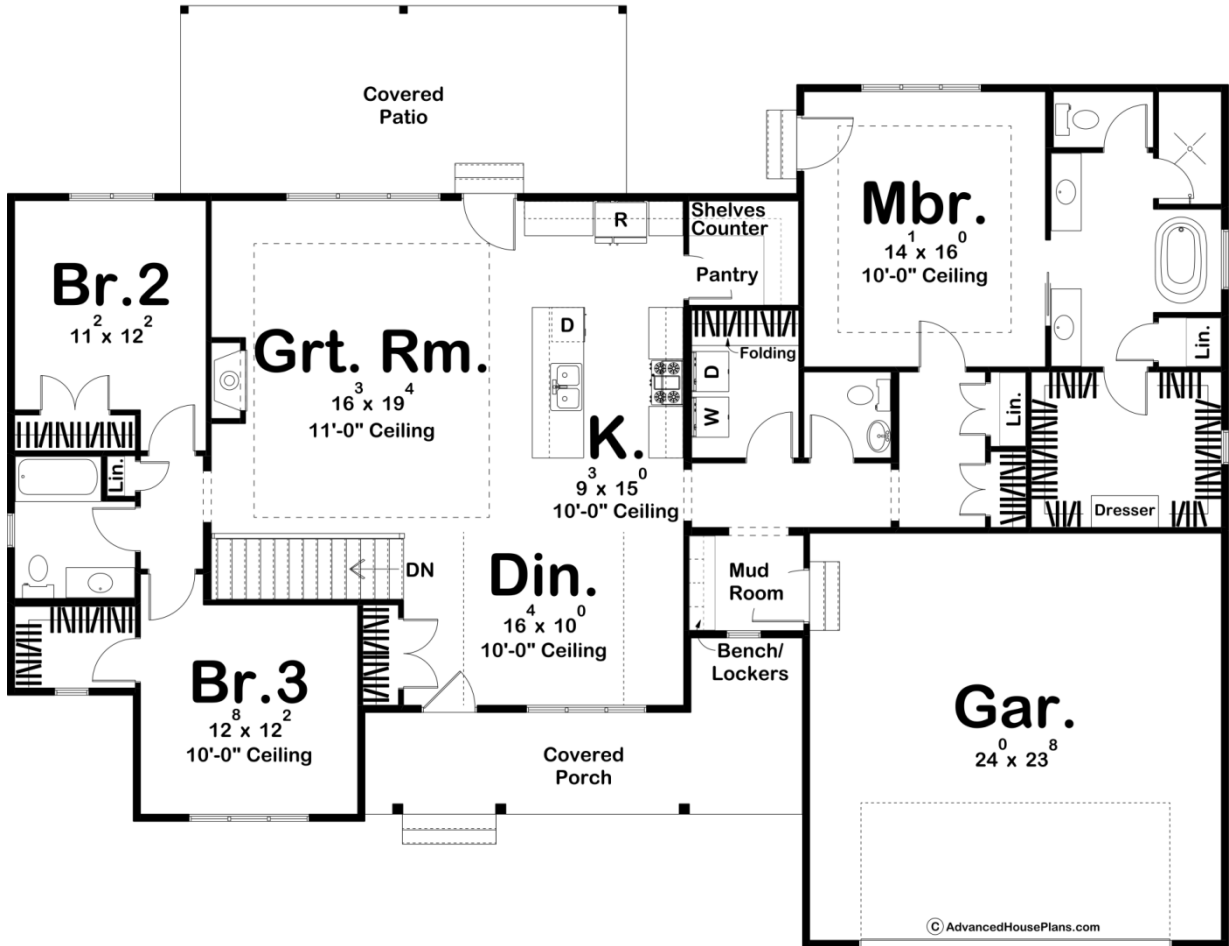 Covered
Patio
Br.2
11² x 12²
Grt. Rm.
16³ x 19⁴
11'-0" Ceiling
R
Shelves
Counter
Pantry
D
K.
9³ x 15⁰
10'-0" Ceiling
Folding
D
W
Mbr.
14¹ x 16⁰
10'-0" Ceiling
Lin.
Lin.
Dresser
Lin.
DN
Din.
16⁴ x 10⁰
10'-0" Ceiling
Mud
Room
Bench/
Lockers
Br.3
12⁸ x 12²
10'-0" Ceiling
Covered
Porch
Gar.
24⁰ x 23⁸
© AdvancedHousePlans.com